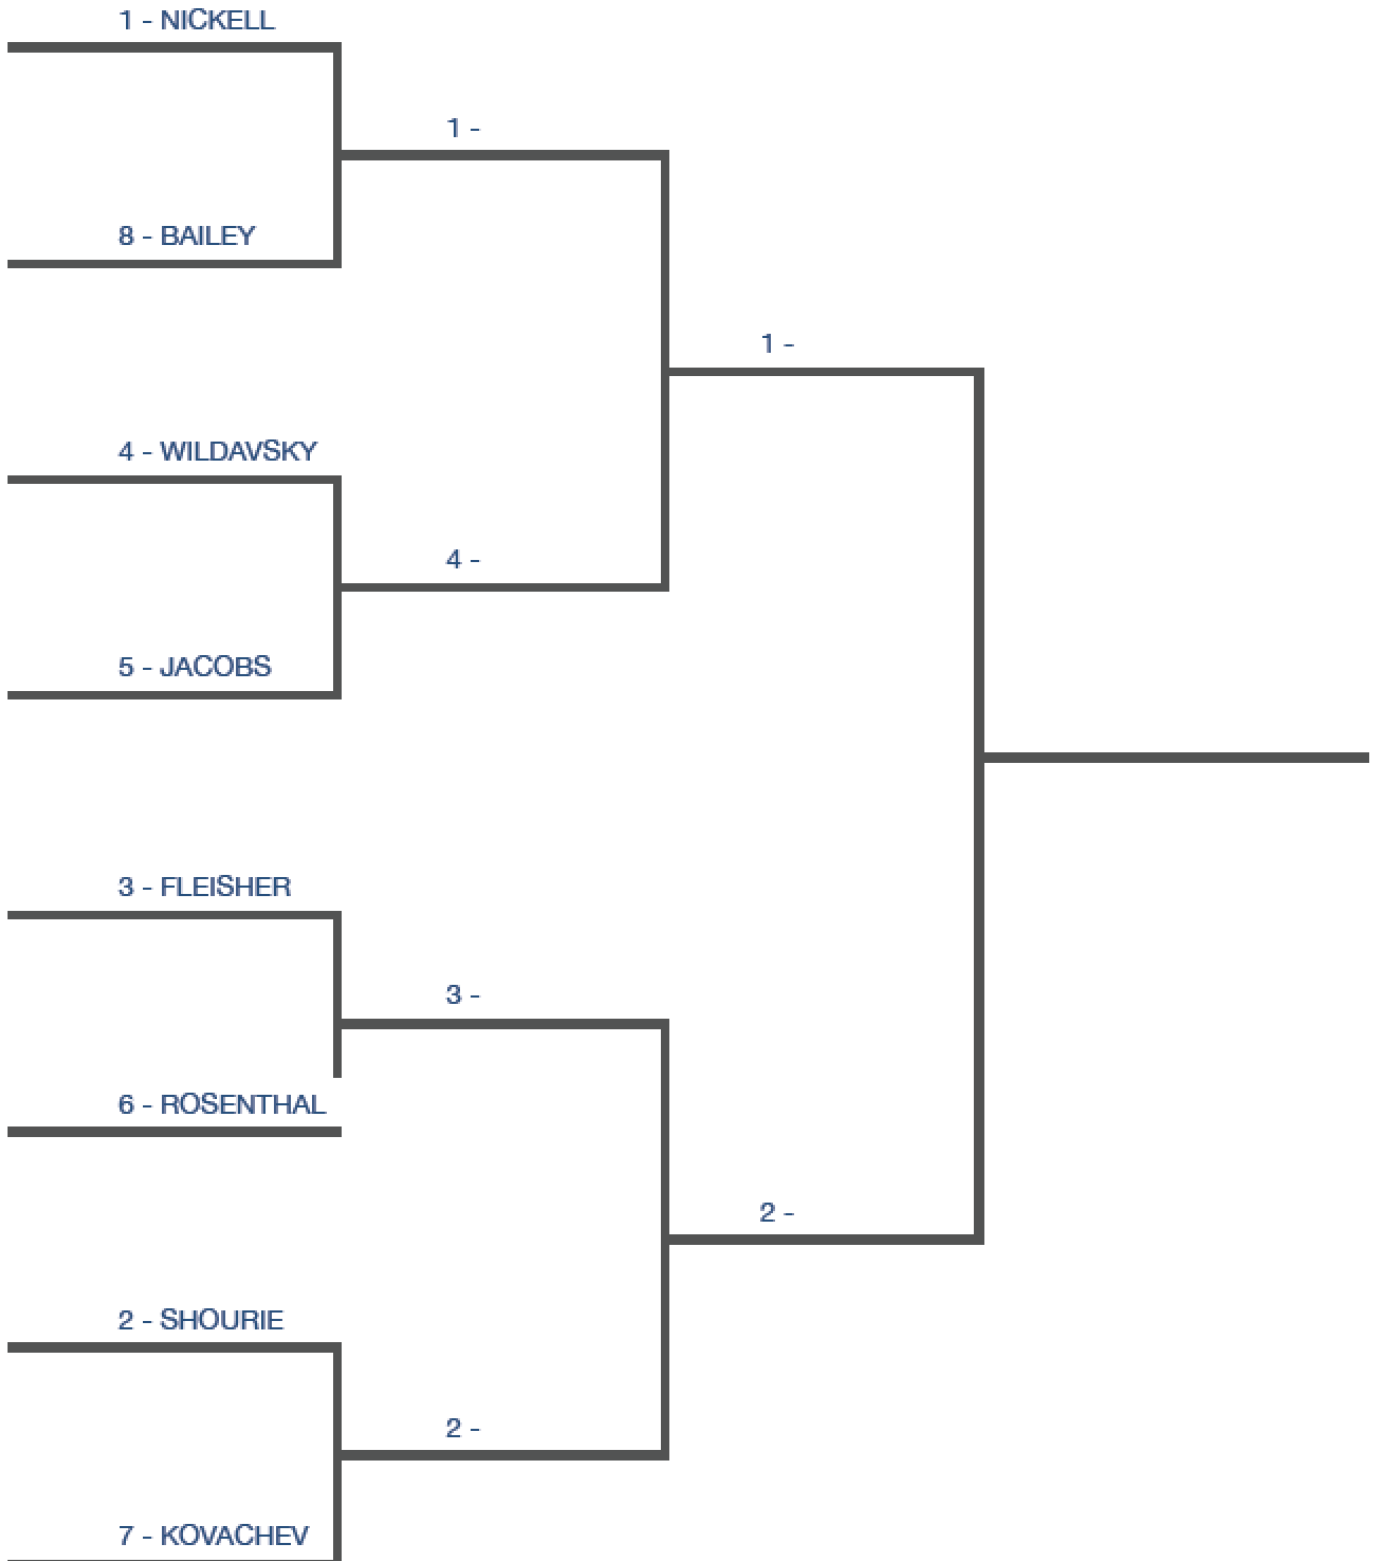 1 - NICKELL
1 -
8 - BAILEY
1 -
4 - WILDAVSKY
4 -
5 - JACOBS
3 - FLEISHER
3 -
6 - ROSENTHAL
2 -
2 - SHOURIE
2 -
7 - KOVACHEV